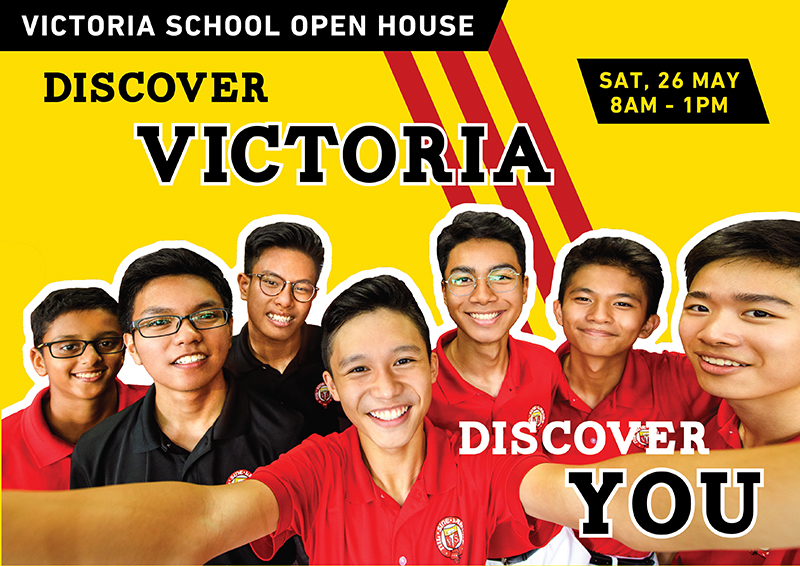 VICTORIA SCHOOL OPEN HOUSE
DISCOVER
VICTORIA
SAT, 26 MAY
8AM - 1PM
DISCOVER
YOU